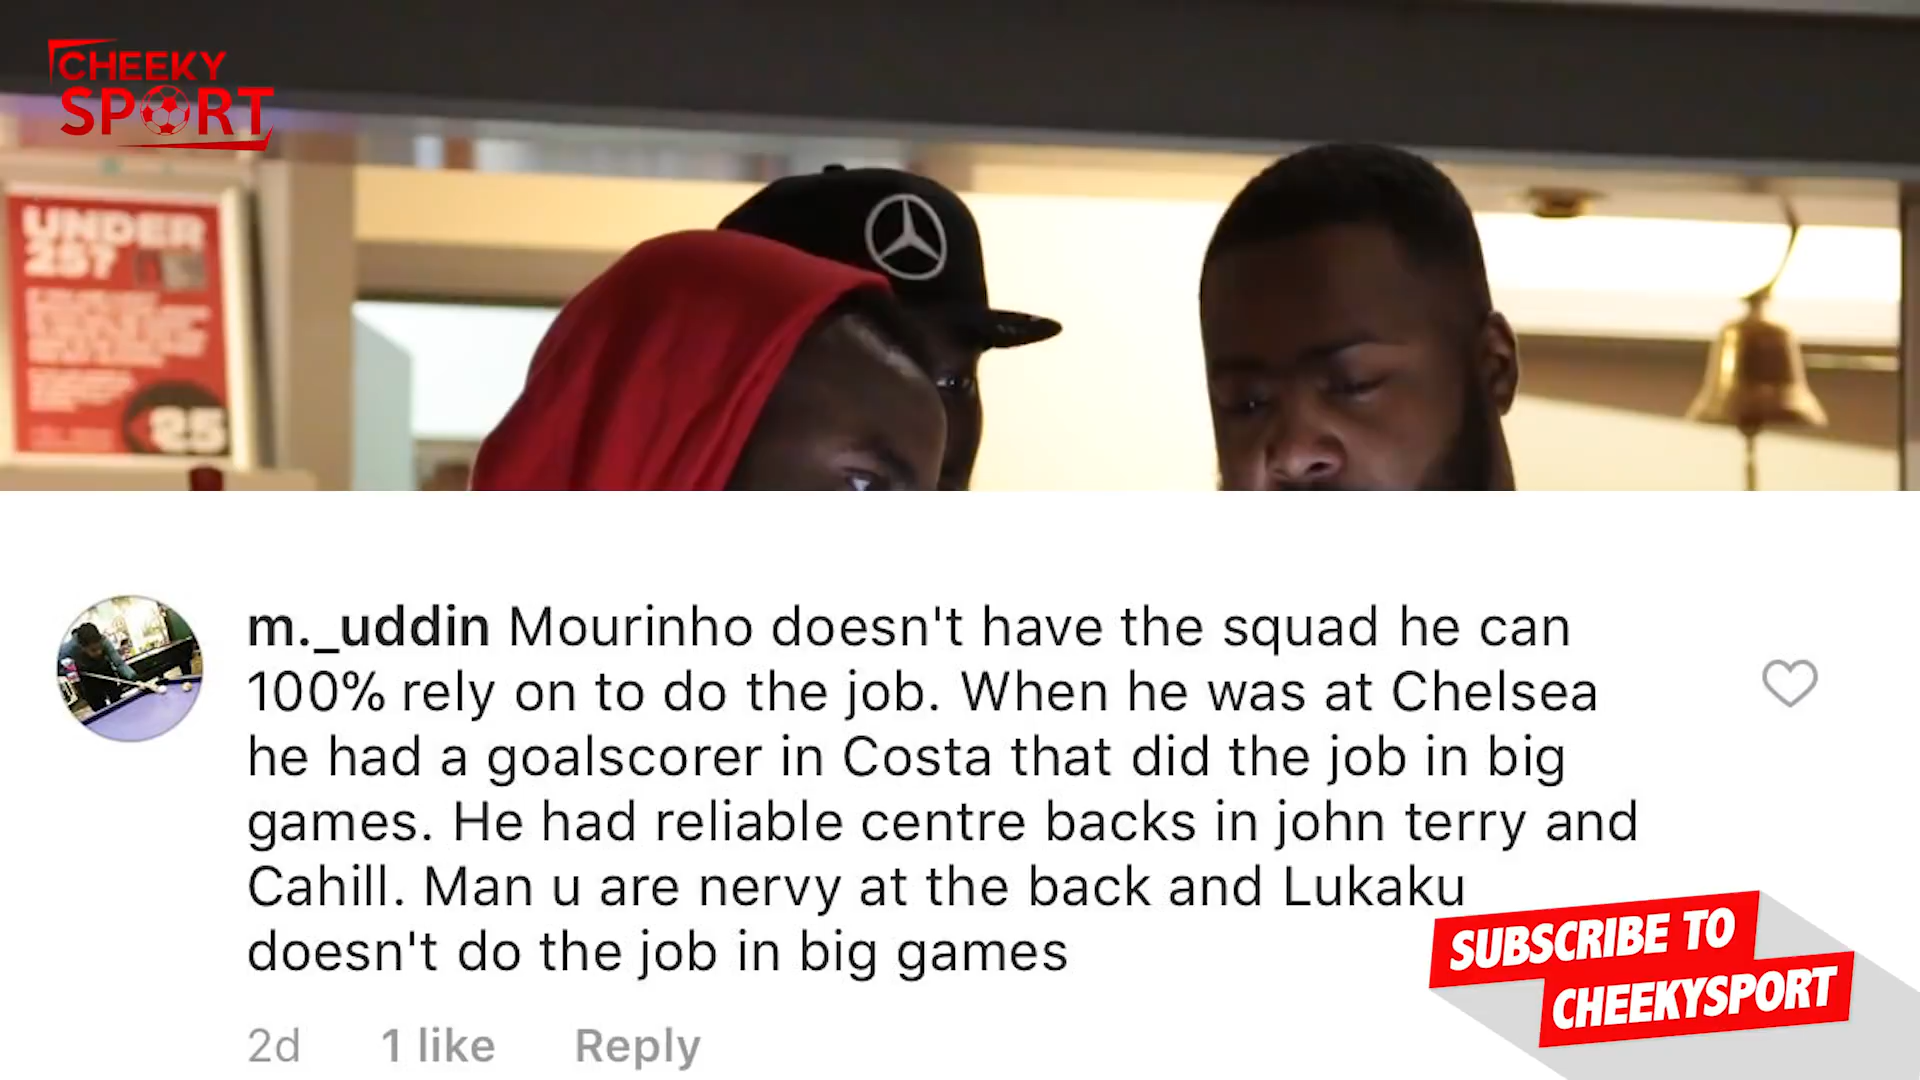 CHEEKY
SPORT
UNDER
25?
25
m._uddin Mourinho doesn't have the squad he can
100% rely on to do the job. When he was at Chelsea
he had a goalscorer in Costa that did the job in big
games. He had reliable centre backs in john terry and
Cahill. Man u are nervy at the back and Lukaku
doesn't do the job in big games
2d 1 like Reply
SUBSCRIBE TO
CHEEKYSPORT